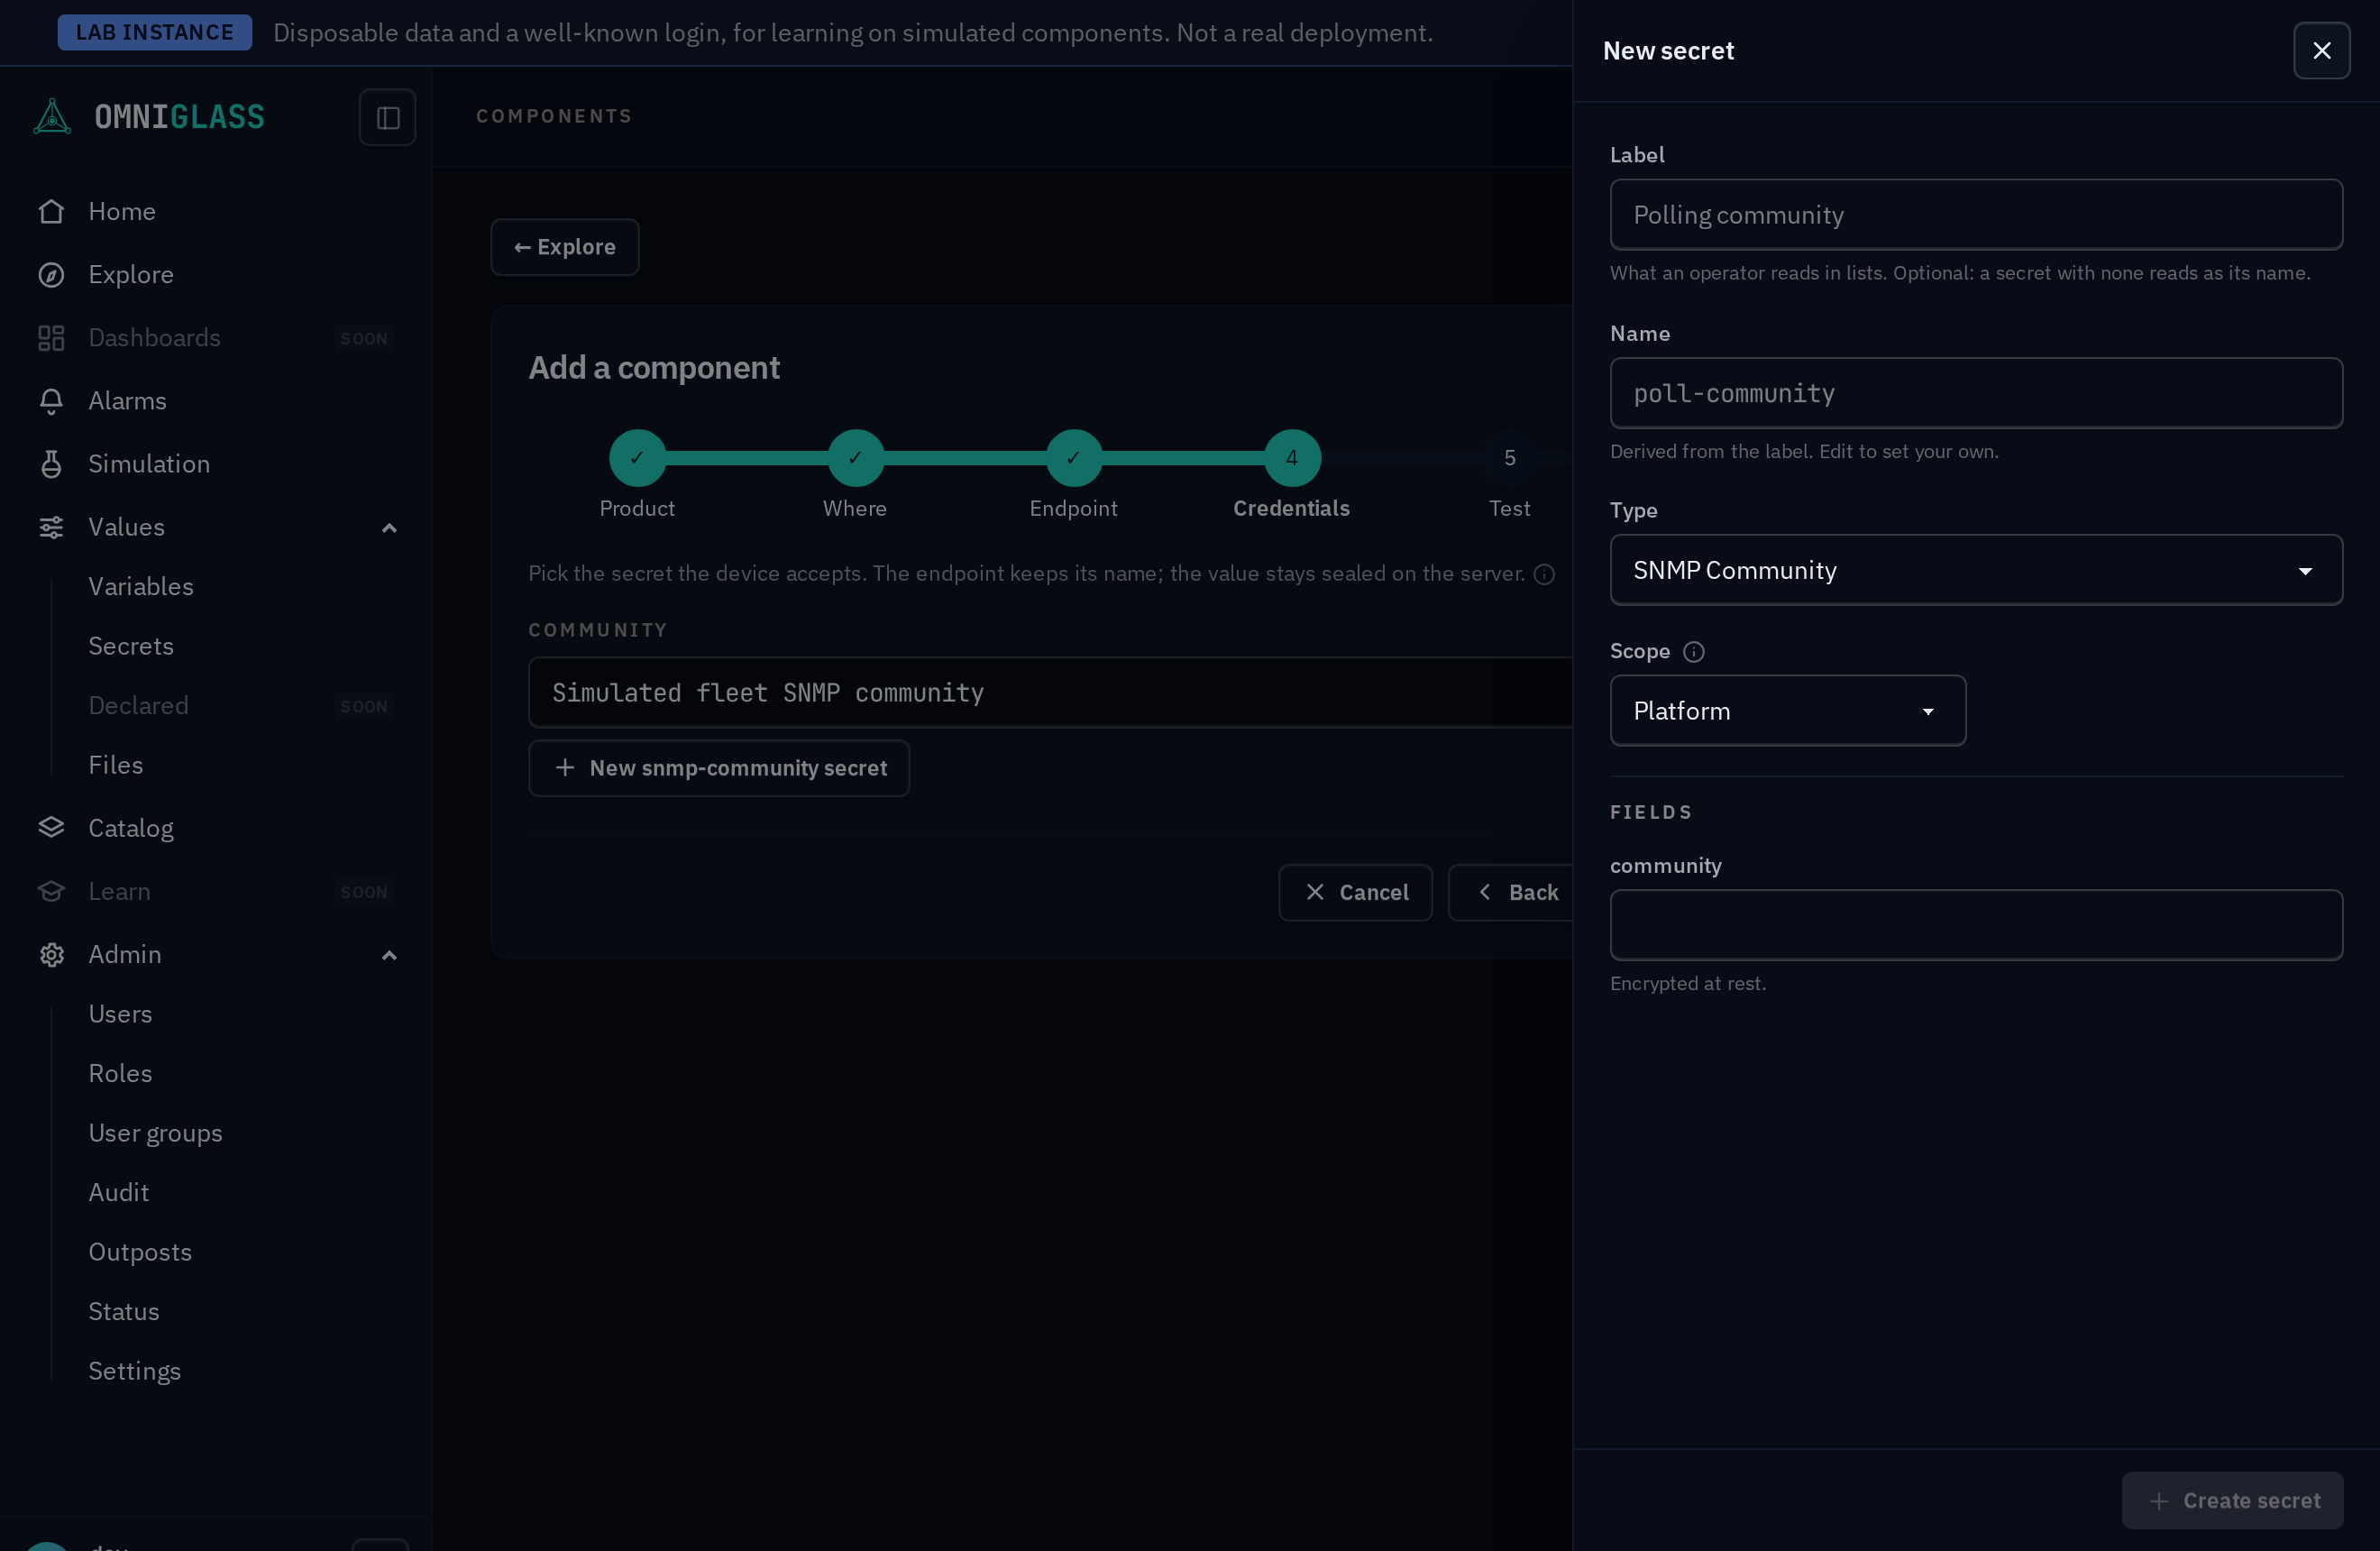 LAB INSTANCE Disposable data and a well-known login, for learning on simulated components. Not a real deployment.
OMNIGLASS
Home
Explore
Dashboards SOON
Alarms
Simulation
Values
Variables
Secrets
Declared SOON
Files
Catalog
Learn SOON
Admin
Users
Roles
User groups
Audit
Outposts
Status
Settings
COMPONENTS
← Explore
Add a component
✓ ✓ ✓ 4 5
Product Where Endpoint Credentials Test
Pick the secret the device accepts. The endpoint keeps its name; the value stays sealed on the server.
COMMUNITY
Simulated fleet SNMP community
New snmp-community secret
Cancel Back
New secret
Label
Polling community
What an operator reads in lists. Optional: a secret with none reads as its name.
Name
poll-community
Derived from the label. Edit to set your own.
Type
SNMP Community
Scope
Platform
FIELDS
community
Encrypted at rest.
Create secret